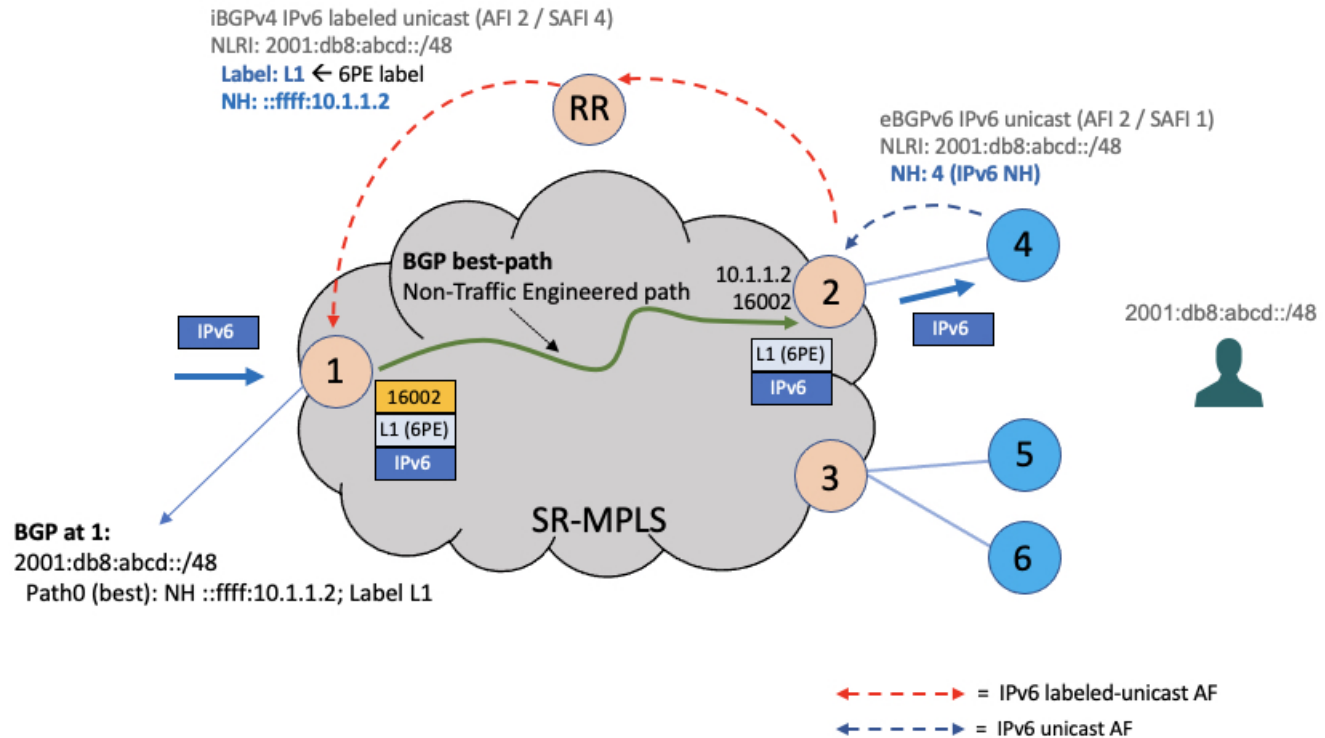 iBGPv4 IPv6 labeled unicast (AFI 2 / SAFI 4)
NLRI: 2001:db8:abcd::/48
Label: L1 ← 6PE label
NH: ::ffff:10.1.1.2
RR
eBGPv6 IPv6 unicast (AFI 2 / SAFI 1)
NLRI: 2001:db8:abcd::/48
NH: 4 (IPv6 NH)
4
BGP best-path
Non-Traffic Engineered path
10.1.1.2
16002
2
IPv6
IPv6
2001:db8:abcd::/48
1
L1 (6PE)
IPv6
16002
L1 (6PE)
IPv6
3
5
6
SR-MPLS
BGP at 1:
2001:db8:abcd::/48
Path0 (best): NH ::ffff:10.1.1.2; Label L1
= IPv6 labeled-unicast AF
= IPv6 unicast AF